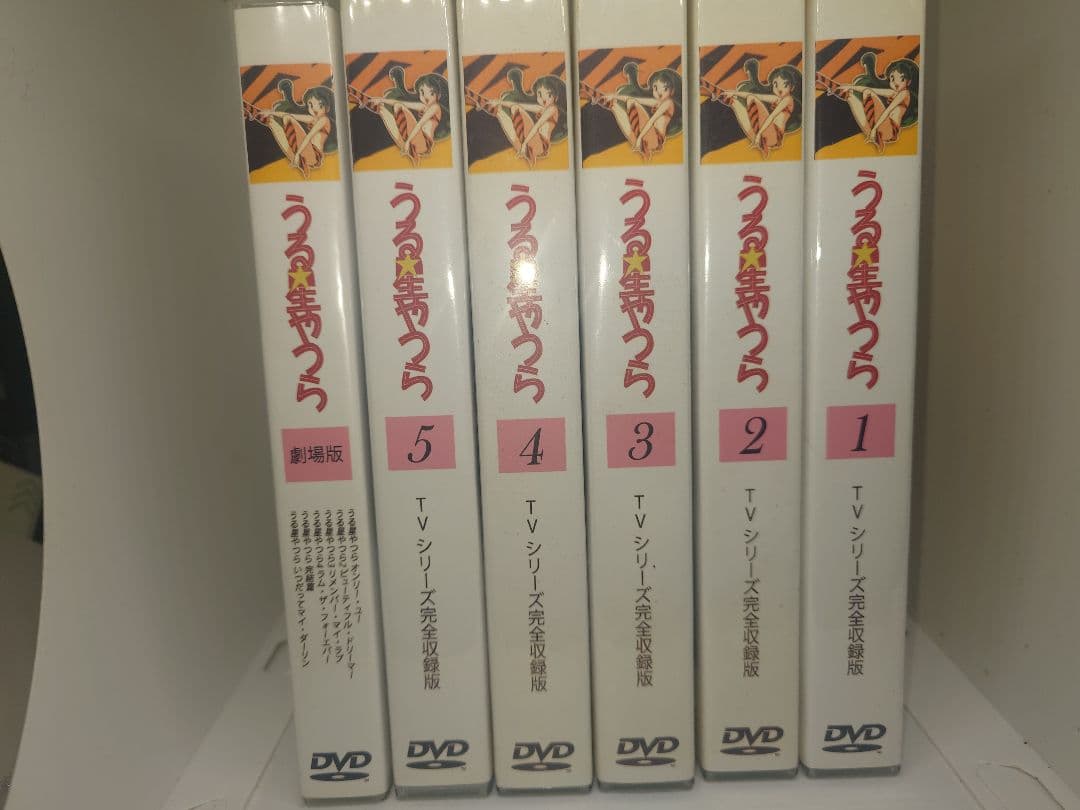 うる星やつら
劇場版
うる星やつら オンリー・ユー
うる星やつら2 ビューティフル・ドリーマー
うる星やつら3 リメンバー・マイ・ラブ
うる星やつら4 ラム・ザ・フォーエバー
うる星やつら 完結篇
うる星やつら いつだってマイ・ダーリン
DVD
うる星やつら
5
TVシリーズ完全収録版
DVD
うる星やつら
4
TVシリーズ完全収録版
DVD
うる星やつら
3
TVシリーズ完全収録版
DVD
うる星やつら
2
TVシリーズ完全収録版
DVD
うる星やつら
1
TVシリーズ完全収録版
DVD